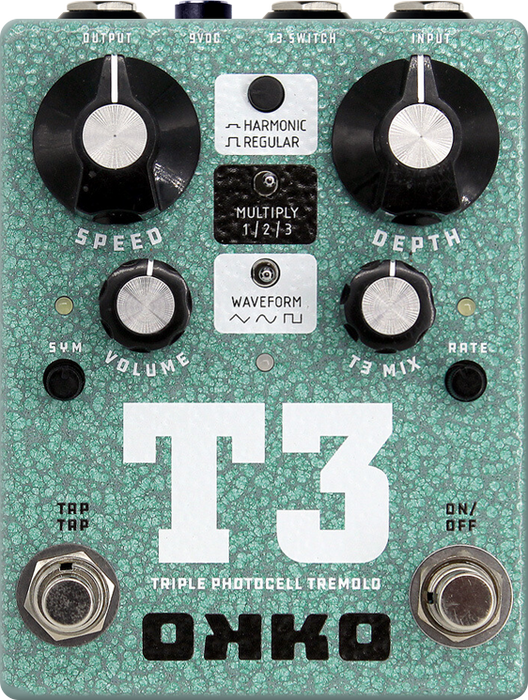 OUTPUT 9VDC T3 SWITCH INPUT
HARMONIC
REGULAR
MULTIPLY
1/2/3
SPEED
DEPTH
WAVEFORM
VOLUME
T3 MIX
SYM
RATE
T3
TAP
TAP
ON/
OFF
TRIPLE PHOTOCELL TREMOLO
OKKO